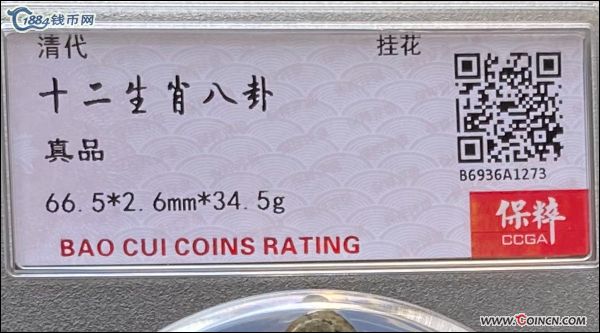 1884钱币网
清代 挂花
十二生肖八卦
真品
B6936A1273
66.5*2.6mm*34.5g
保粹
CCGA
BAO CUI COINS RATING
WWW.COINCN.COM